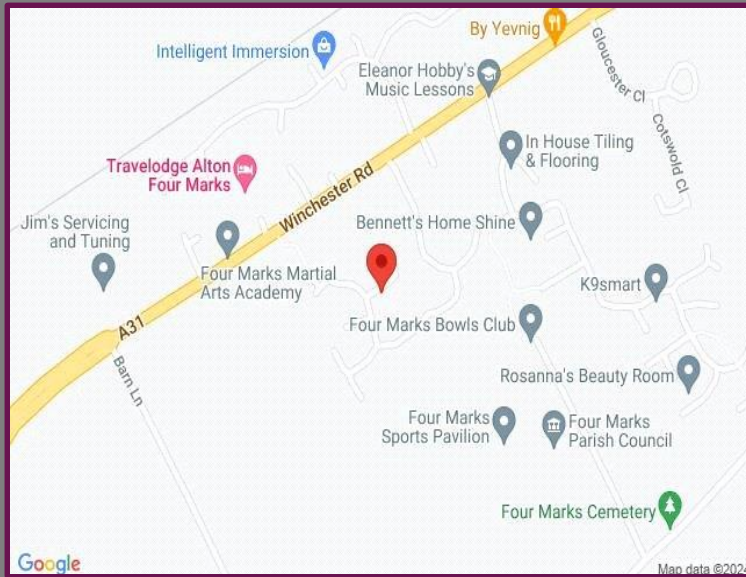 By Yevnig
Intelligent Immersion
Eleanor Hobby's
Music Lessons
Gloucester Cl
Cotswold Cl
In House Tiling
& Flooring
Travelodge Alton
Four Marks
Winchester Rd
Bennett's Home Shine
Jim's Servicing
and Tuning
Four Marks Martial
Arts Academy
K9smart
A31
Four Marks Bowls Club
Barn Ln
Rosanna's Beauty Room
Four Marks
Sports Pavilion
Four Marks
Parish Council
Four Marks Cemetery
Google
Map data ©2024